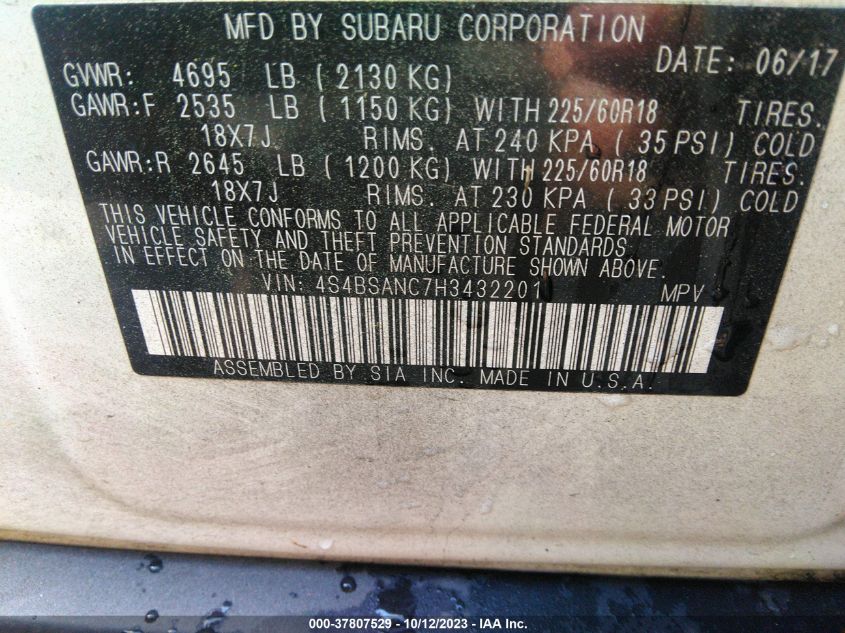 MFD BY SUBARU CORPORATION
DATE: 06/17
GVWR: 4695 LB ( 2130 KG)
GAWR:F 2535 LB ( 1150 KG) WITH 225/60R18 TIRES.
18X7J RIMS. AT 240 KPA ( 35 PSI) COLD
GAWR:R 2645 LB ( 1200 KG) WITH 225/60R18 TIRES.
18X7J RIMS. AT 230 KPA ( 33 PSI) COLD
THIS VEHICLE CONFORMS TO ALL APPLICABLE FEDERAL MOTOR
VEHICLE SAFETY AND THEFT PREVENTION STANDARDS
IN EFFECT ON THE DATE OF MANUFACTURE SHOWN ABOVE.
VIN: 4S4BSANC7H3432201 MPV
ASSEMBLED BY SIA INC. MADE IN U.S.A.
000-37807529 - 10/12/2023 - IAA Inc.